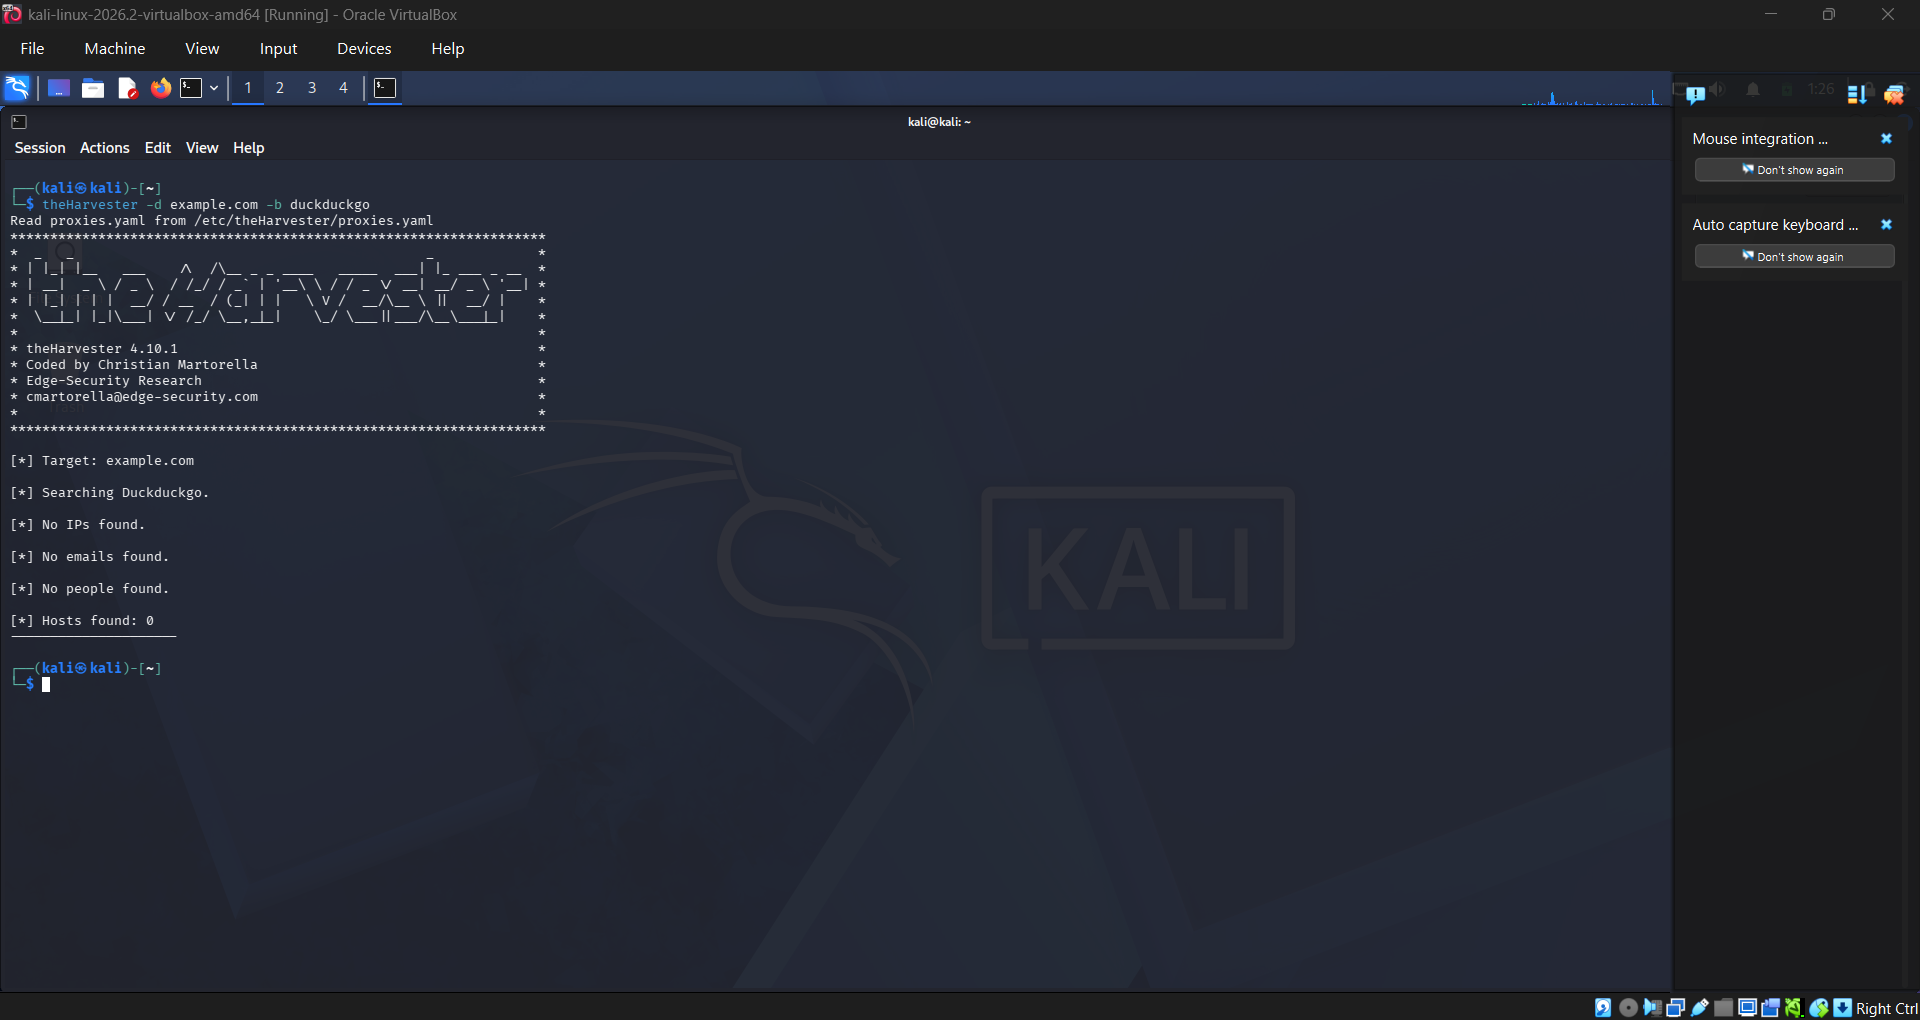 kali-linux-2026.2-virtualbox-amd64 [Running] - Oracle VirtualBox
File Machine View Input Devices Help
1 2 3 4
1:26
kali@kali: ~
Session Actions Edit View Help
Mouse integration ...
Don't show again
Auto capture keyboard ...
Don't show again
┌──(kali㉿kali)-[~]
└─$ theHarvester -d example.com -b duckduckgo
Read proxies.yaml from /etc/theHarvester/proxies.yaml
*******************************************************************
theHarvester
* theHarvester 4.10.1 *
* Coded by Christian Martorella *
* Edge-Security Research *
* cmartorella@edge-security.com *
* *
*******************************************************************
[*] Target: example.com
[*] Searching Duckduckgo.
[*] No IPs found.
[*] No emails found.
[*] No people found.
[*] Hosts found: 0
┌──(kali㉿kali)-[~]
└─$
KALI
Trash
Right Ctrl